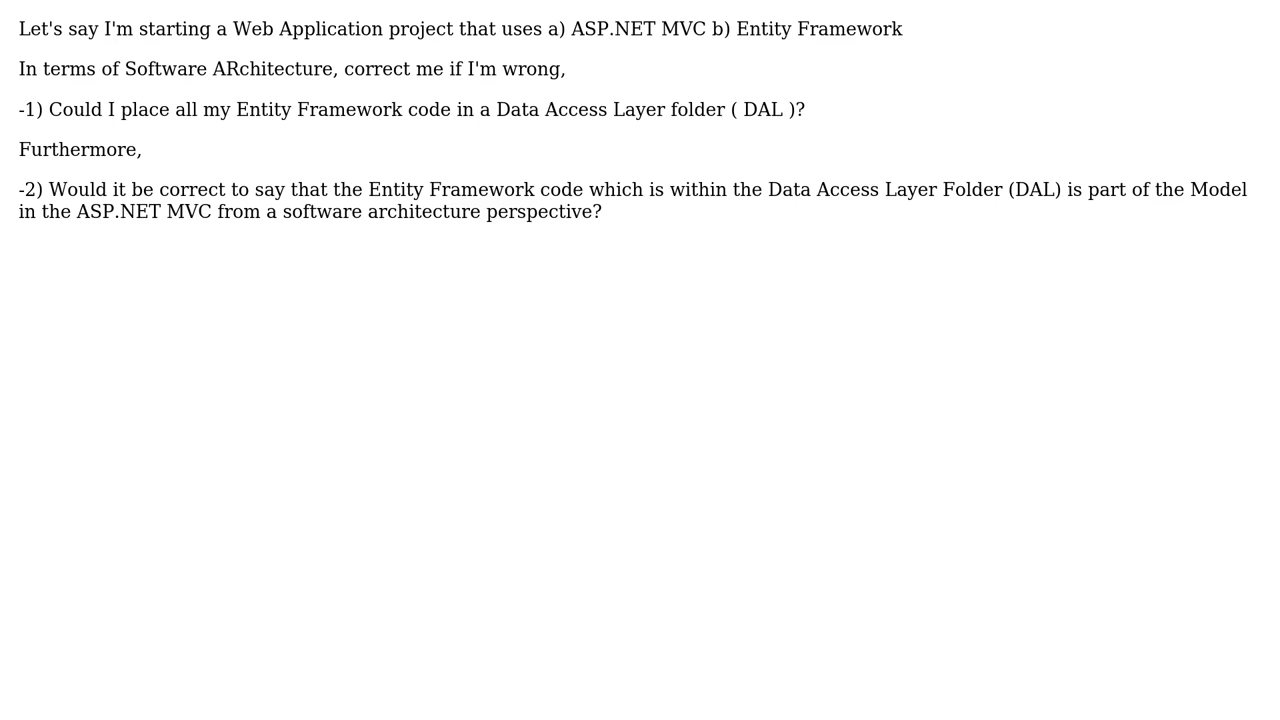 Let's say I'm starting a Web Application project that uses a) ASP.NET MVC b) Entity Framework
In terms of Software ARchitecture, correct me if I'm wrong,
-1) Could I place all my Entity Framework code in a Data Access Layer folder ( DAL )?
Furthermore,
-2) Would it be correct to say that the Entity Framework code which is within the Data Access Layer Folder (DAL) is part of the Model
in the ASP.NET MVC from a software architecture perspective?